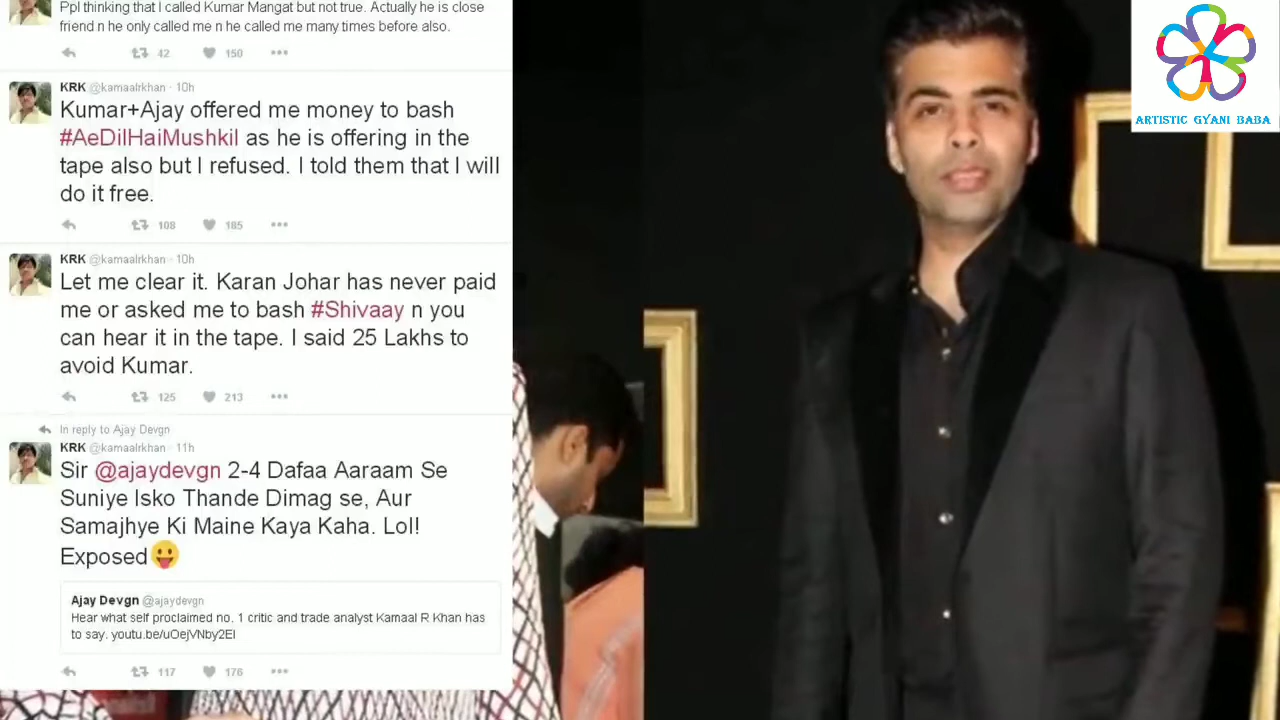 Ppl thinking that I called Kumar Mangat but not true. Actually he is close
friend n he only called me n he called me many times before also.
42 150
KRK @kamaalrkhan · 10h
Kumar+Ajay offered me money to bash
#AeDilHaiMushkil as he is offering in the
tape also but I refused. I told them that I will
do it free.
108 185
KRK @kamaalrkhan · 10h
Let me clear it. Karan Johar has never paid
me or asked me to bash #Shivaay n you
can hear it in the tape. I said 25 Lakhs to
avoid Kumar.
125 213
In reply to Ajay Devgn
KRK @kamaalrkhan · 11h
Sir @ajaydevgn 2-4 Dafaa Aaraam Se
Suniye Isko Thande Dimag se, Aur
Samajhye Ki Maine Kaya Kaha. Lol!
Exposed😛
Ajay Devgn @ajaydevgn
Hear what self proclaimed no. 1 critic and trade analyst Kamaal R Khan has
to say. youtu.be/uOejVNby2EI
117 176
ARTISTIC GYANI BABA